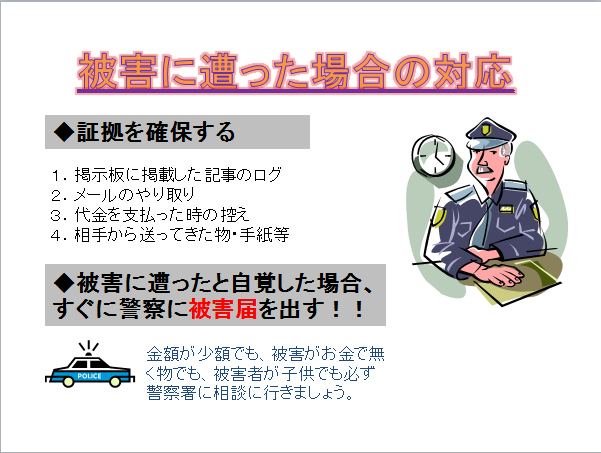 被害に遭った場合の対応
◆証拠を確保する
1. 掲示板に掲載した記事のログ
2. メールのやり取り
3. 代金を支払った時の控え
4. 相手から送ってきた物・手紙等
◆被害に遭ったと自覚した場合、
すぐに警察に被害届を出す！！
金額が少額でも、被害がお金で無
く物でも、被害者が子供でも必ず
警察署に相談に行きましょう。
POLICE